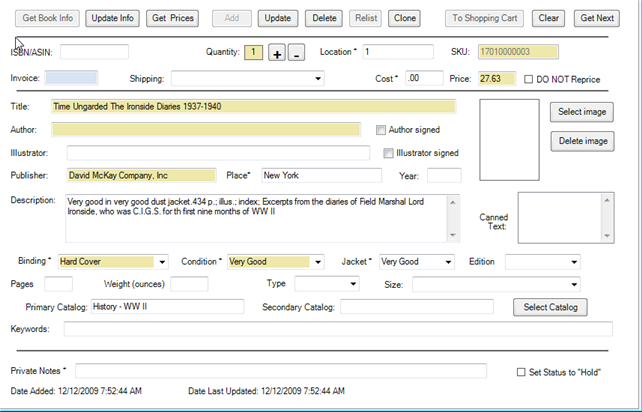 Get Book Info Update Info Get Prices Add Update Delete Relist Clone To Shopping Cart Clear Get Next
ISBN/ASIN: Quantity: 1 + - Location * 1 SKU: 17010000003
Invoice: Shipping: Cost * .00 Price: 27.63 DO NOT Reprice
Title: Time Ungarded The Ironside Diaries 1937-1940 Select image
Author: Author signed
Delete image
Illustrator: Illustrator signed
Publisher: David McKay Company, Inc Place* New York Year:
Description: Very good in very good dust jacket.434 p.; illus.; index; Excerpts from the diaries of Field Marshal Lord
Ironside, who was C.I.G.S. for th first nine months of WW II
Canned
Text:
Binding * Hard Cover Condition * Very Good Jacket * Very Good Edition
Pages Weight (ounces) Type Size:
Primary Catalog: History - WW II Secondary Catalog: Select Catalog
Keywords:
Private Notes * Set Status to "Hold"
Date Added: 12/12/2009 7:52:44 AM Date Last Updated: 12/12/2009 7:52:44 AM